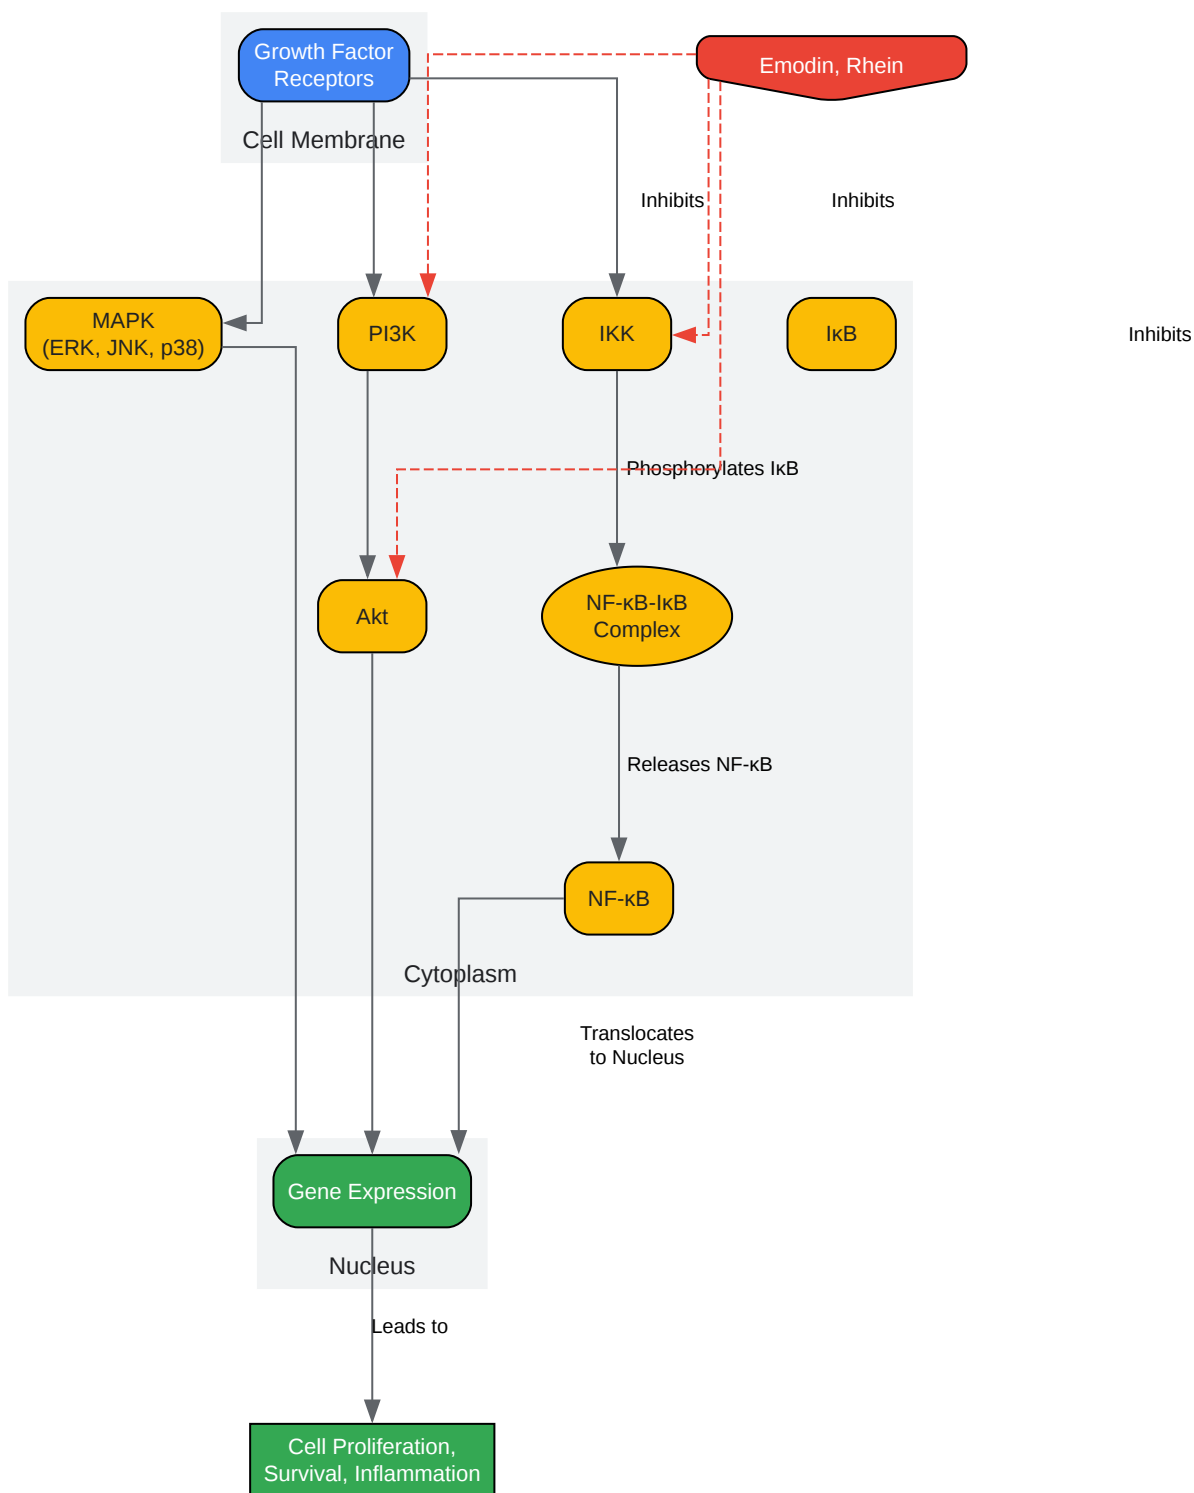 Growth Factor
Receptors
Emodin, Rhein
Cell Membrane
Inhibits
Inhibits
MAPK
(ERK, JNK, p38)
PI3K
IKK
IκB
Inhibits
Phosphorylates IκB
Akt
NF-κB-IκB
Complex
Releases NF-κB
NF-κB
Cytoplasm
Translocates
to Nucleus
Gene Expression
Nucleus
Leads to
Cell Proliferation,
Survival, Inflammation